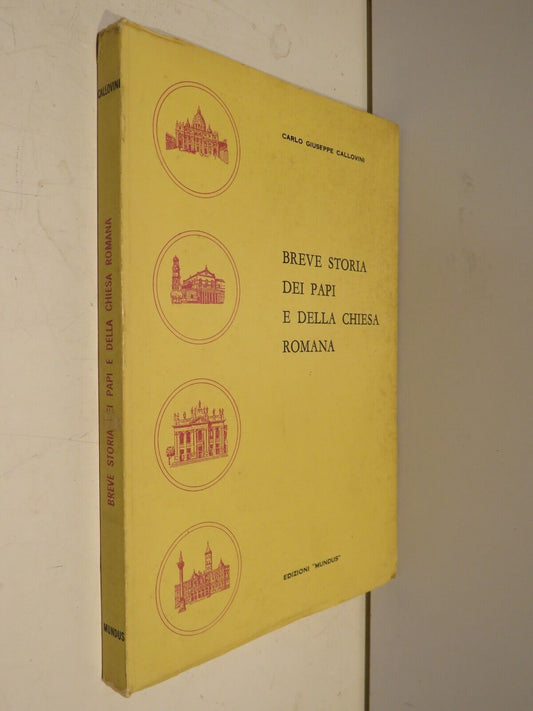 CALLOVINI
BREVE STORIA DEI PAPI E DELLA CHIESA ROMANA
MUNDUS
CARLO GIUSEPPE CALLOVINI
BREVE STORIA
DEI PAPI
E DELLA CHIESA
ROMANA
EDIZIONI "MUNDUS"